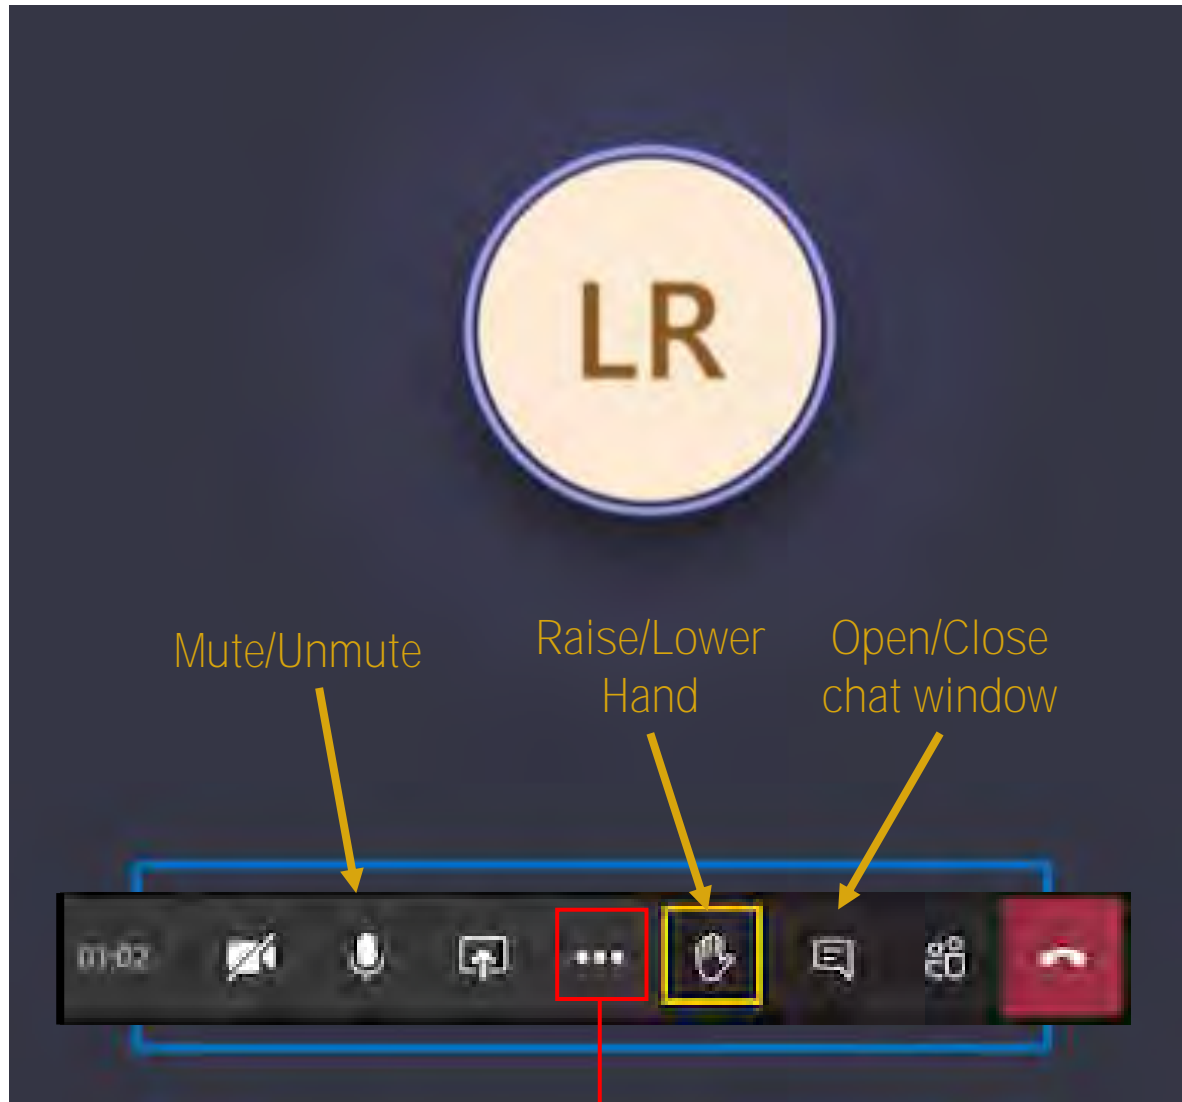 LR
Mute/Unmute
Raise/Lower
Hand
Open/Close
chat window
01:02